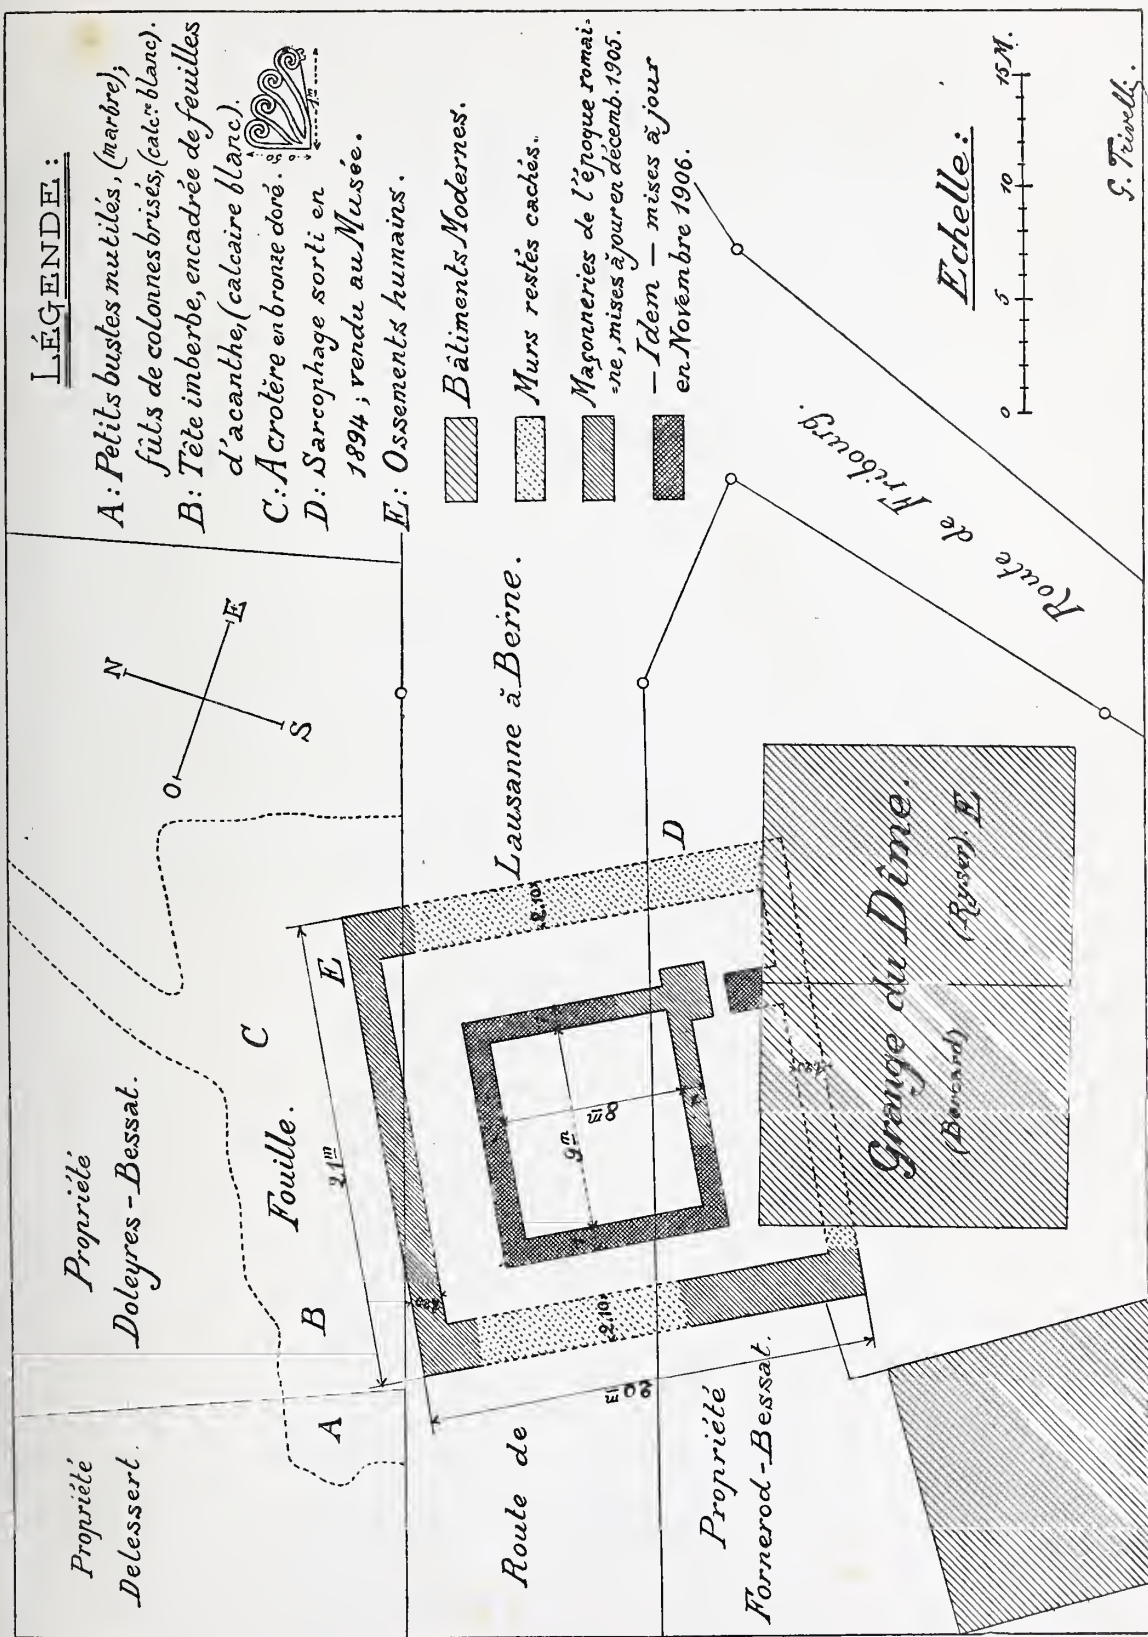 LÉGENDE:
A: Petits bustes mutilés, (marbre);
fûts de colonnes brisés, (calc.re blanc).
B: Tête imberbe, encadrée de feuilles
d'acanthe, (calcaire blanc).
C: Acrotère en bronze doré.
1m
D: Sarcophage sorti en
1894; vendu au Musée.
E: Ossements humains.
Bâtiments Modernes.
Murs restés cachés.
Maçonneries de l'époque romai=
=ne, mises à jour en décemb. 1905.
— Idem — mises à jour
en Novembre 1906.
N
E
S
O
Propriété
Delessert.
Propriété
Doleyres-Bessat.
A
B
C
Fouille.
21m
E
Route de
Lausanne à Berne.
2.10
2.10
20m
9m
8m
D
Propriété
Fornerod-Bessat.
Grange du Dîme.
(Ryser). E
Route de Fribourg.
Echelle:
0 5 10 15 M.
G. Trivelli.